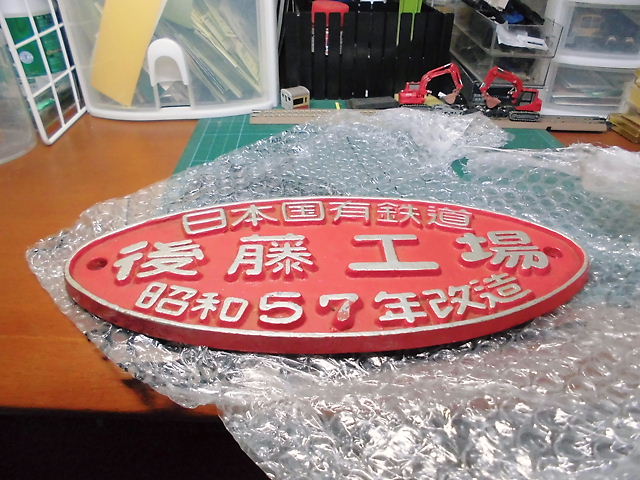 日本国有鉄道
後藤工場
昭和57年改造